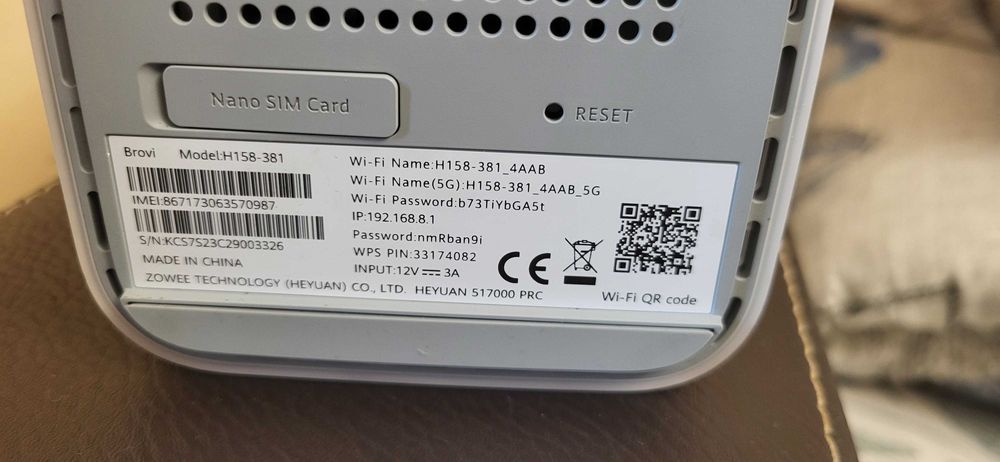 Nano SIM Card
RESET
Brovi Model:H158-381
IMEI:867173063570987
S/N:KCS7S23C29003326
MADE IN CHINA
ZOWEE TECHNOLOGY (HEYUAN) CO., LTD. HEYUAN 517000 PRC
Wi-Fi Name:H158-381_4AAB
Wi-Fi Name(5G):H158-381_4AAB_5G
Wi-Fi Password:b73TiYbGA5t
IP:192.168.8.1
Password:nmRban9i
WPS PIN:33174082
INPUT:12V⎓3A
CE
Wi-Fi QR code